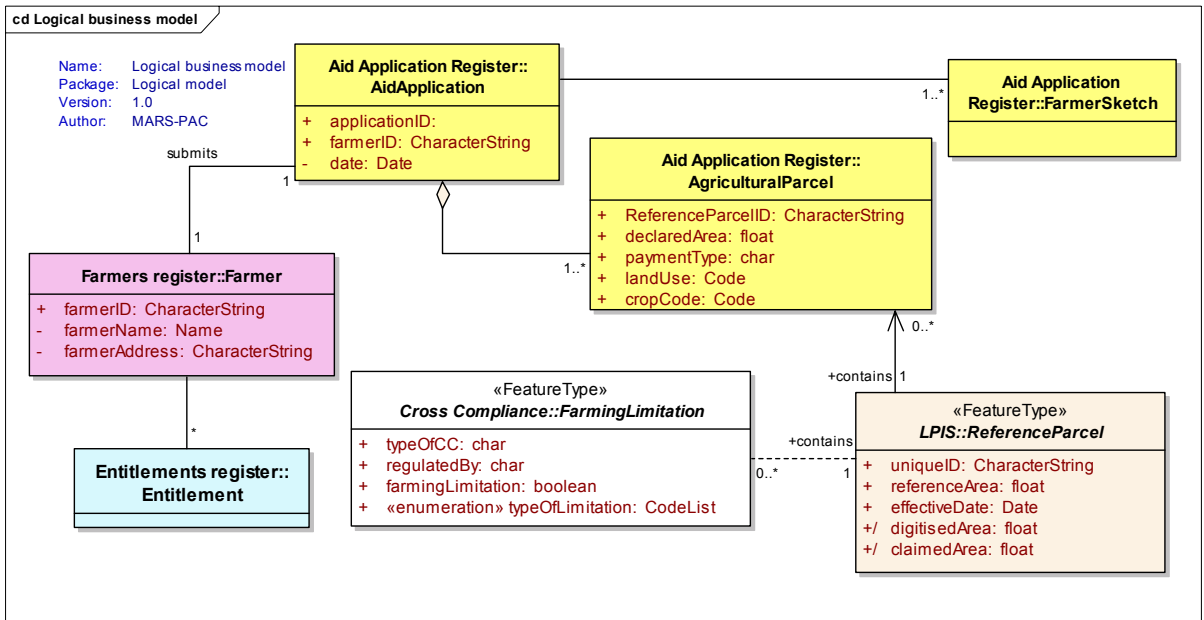 cd Logical business model
Name: Logical business model
Package: Logical model
Version: 1.0
Author: MARS-PAC
Aid Application Register::
AidApplication
+ applicationID:
+ farmerID: CharacterString
- date: Date
1..*
Aid Application
Register::FarmerSketch
submits
1
1
1..*
Aid Application Register::
AgriculturalParcel
+ ReferenceParcelID: CharacterString
+ declaredArea: float
+ paymentType: char
+ landUse: Code
+ cropCode: Code
0..*
+contains 1
Farmers register::Farmer
+ farmerID: CharacterString
- farmerName: Name
- farmerAddress: CharacterString
*
Entitlements register::
Entitlement
«FeatureType»
Cross Compliance::FarmingLimitation
+ typeOfCC: char
+ regulatedBy: char
+ farmingLimitation: boolean
+ «enumeration» typeOfLimitation: CodeList
+contains
0..* 1
«FeatureType»
LPIS::ReferenceParcel
+ uniqueID: CharacterString
+ referenceArea: float
+ effectiveDate: Date
+/ digitisedArea: float
+/ claimedArea: float